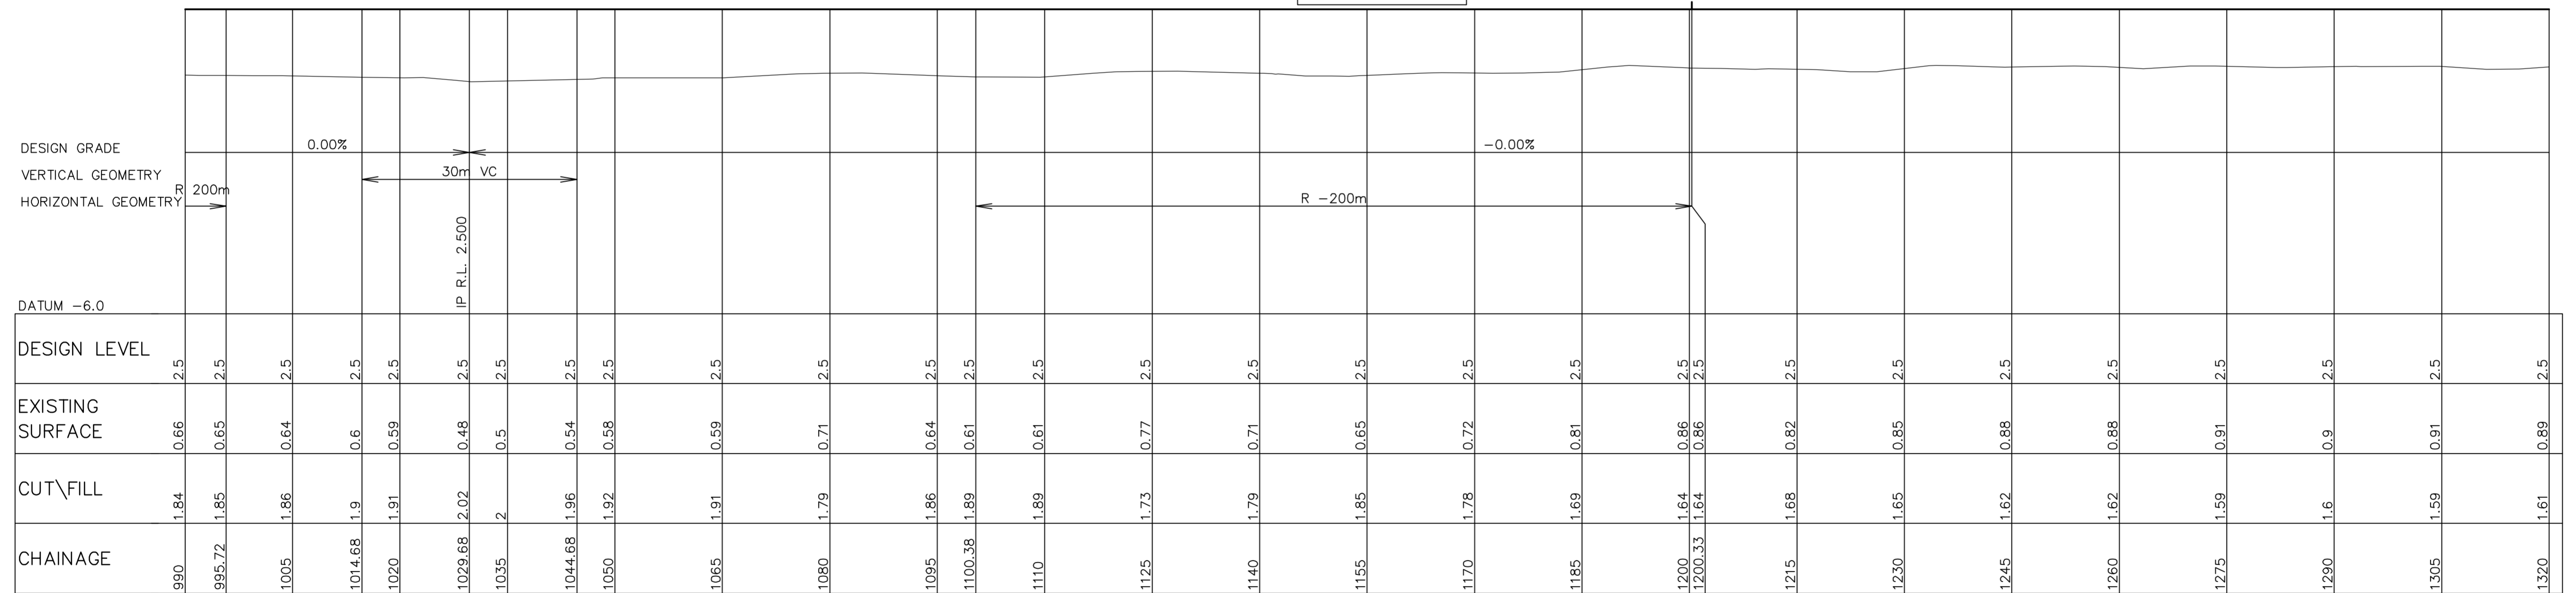 DESIGN GRADE 0.00% -0.00%
VERTICAL GEOMETRY 30m VC
R 200m
HORIZONTAL GEOMETRY R -200m
IP R.L. 2.500
DATUM -6.0
DESIGN LEVEL 2.5 2.5 2.5 2.5 2.5 2.5 2.5 2.5 2.5 2.5 2.5 2.5 2.5 2.5 2.5 2.5 2.5 2.5 2.5 2.5 2.5 2.5 2.5 2.5 2.5 2.5 2.5 2.5 2.5
EXISTING
SURFACE 0.66 0.65 0.64 0.6 0.59 0.48 0.5 0.54 0.58 0.59 0.71 0.64 0.61 0.61 0.77 0.71 0.65 0.72 0.81 0.86 0.86 0.82 0.85 0.88 0.88 0.91 0.9 0.91 0.89
CUT\FILL 1.84 1.85 1.86 1.9 1.91 2.02 2 1.96 1.92 1.91 1.79 1.86 1.89 1.89 1.73 1.79 1.85 1.78 1.69 1.64 1.64 1.68 1.65 1.62 1.62 1.59 1.6 1.59 1.61
CHAINAGE 990 995.72 1005 1014.68 1020 1029.68 1035 1044.68 1050 1065 1080 1095 1100.38 1110 1125 1140 1155 1170 1185 1200 1200.33 1215 1230 1245 1260 1275 1290 1305 1320